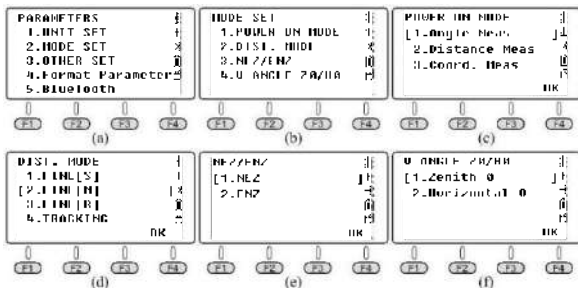 PARAMETERS
1.UNIT SET
2.MODE SET
3.OTHER SET
4.Format Parameter
5.Bluetooth
F1 F2 F3 F4
(a)
MODE SET
1.POWER ON MODE
2.DIST. MODE
3.NEZ/ENZ
4.V ANGLE Z0/H0
F1 F2 F3 F4
(b)
POWER ON MODE
[1.Angle Meas ]
2.Distance Meas
3.Coord. Meas
OK
F1 F2 F3 F4
(c)
DIST. MODE
1.FINE[S]
[2.FINE[N] ]
3.FINE[R]
4.TRACKING
OK
F1 F2 F3 F4
(d)
NEZ/ENZ
[1.NEZ ]
2.ENZ
OK
F1 F2 F3 F4
(e)
V ANGLE Z0/H0
[1.Zenith 0 ]
2.Horizontal 0
OK
F1 F2 F3 F4
(f)